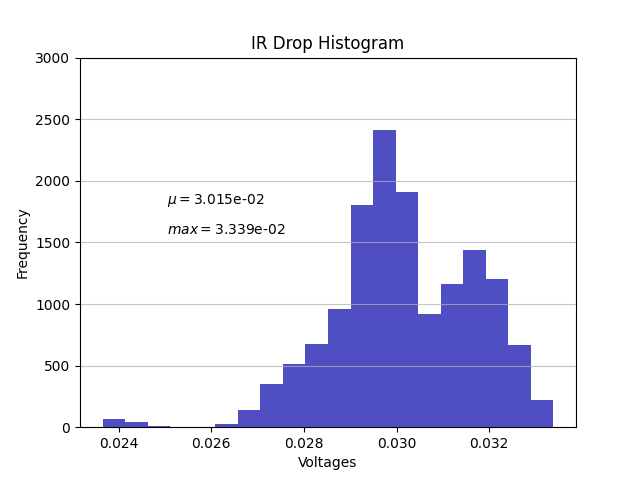 IR Drop Histogram
3000
2500
2000
1500
1000
500
0
Frequency
μ = 3.015e-02
max = 3.339e-02
0.024 0.026 0.028 0.030 0.032
Voltages